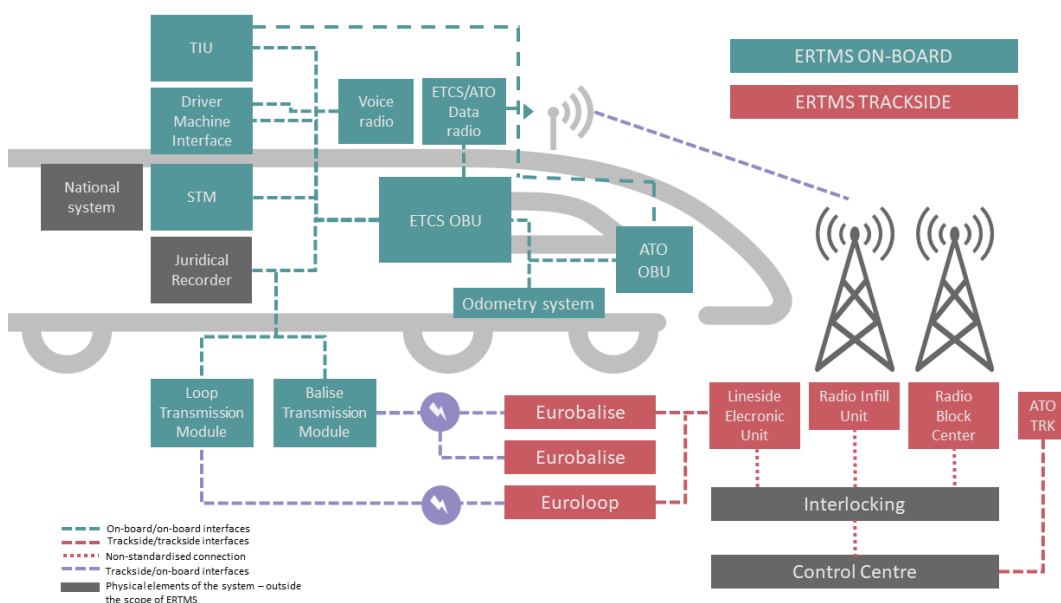 TIU
ERTMS ON-BOARD
ERTMS TRACKSIDE
Driver
Machine
Interface
Voice
radio
ETCS/ATO
Data
radio
National
system
STM
ETCS OBU
Juridical
Recorder
ATO
OBU
Odometry system
Loop
Transmission
Module
Balise
Transmission
Module
Eurobalise
Eurobalise
Euroloop
Lineside
Elecronic
Unit
Radio Infill
Unit
Radio
Block
Center
ATO
TRK
Interlocking
Control Centre
On-board/on-board interfaces
Trackside/trackside interfaces
Non-standardised connection
Trackside/on-board interfaces
Physical elements of the system – outside
the scope of ERTMS